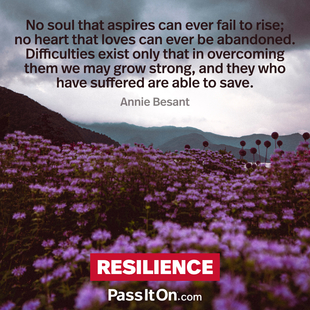 No soul that aspires can ever fail to rise;
no heart that loves can ever be abandoned.
Difficulties exist only that in overcoming
them we may grow strong, and they who
have suffered are able to save.
Annie Besant
RESILIENCE
PassItOn.com